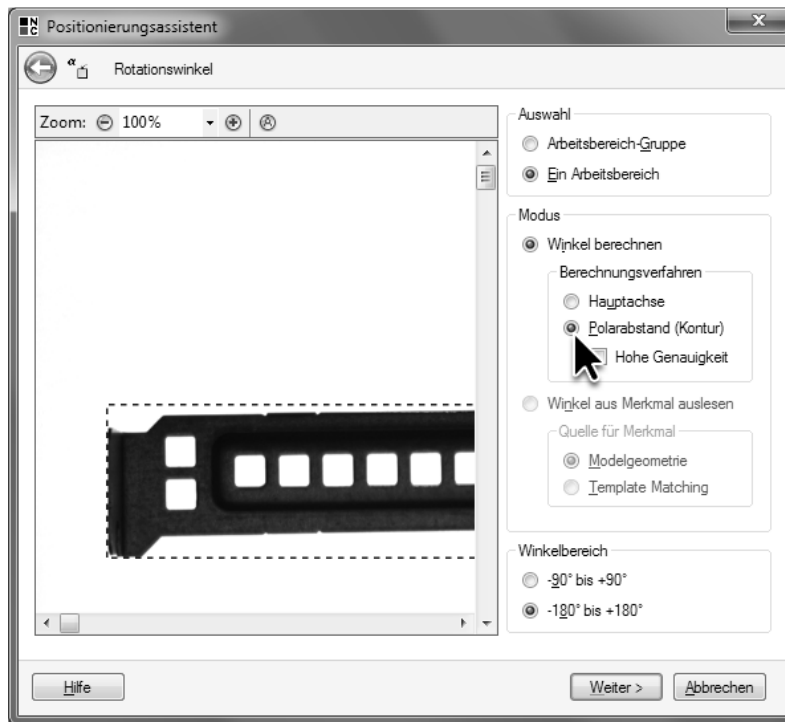 NC Positionierungsassistent
x
α Rotationswinkel
Zoom: 100%
Auswahl
Arbeitsbereich-Gruppe
Ein Arbeitsbereich
Modus
Winkel berechnen
Berechnungsverfahren
Hauptachse
Polarabstand (Kontur)
Hohe Genauigkeit
Winkel aus Merkmal auslesen
Quelle für Merkmal
Modelgeometrie
Template Matching
Winkelbereich
-90° bis +90°
-180° bis +180°
Hilfe
Weiter >
Abbrechen